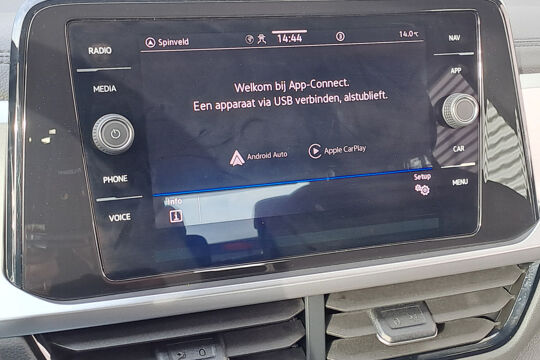 RADIO
MEDIA
PHONE
VOICE
Spinveld
14:44
14.0°C
Welkom bij App-Connect.
Een apparaat via USB verbinden, alstublieft.
Android Auto
Apple CarPlay
Info
Setup
NAV
APP
CAR
MENU